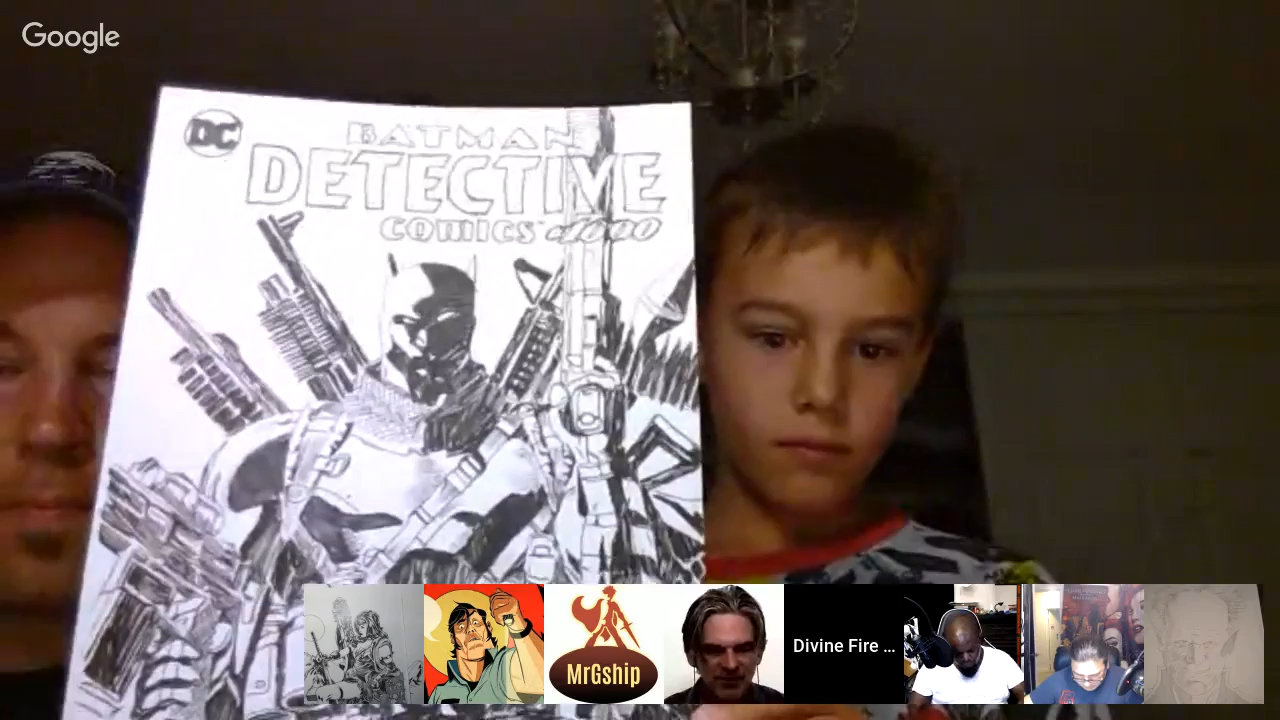 Google
DC
BATMAN
DETECTIVE
COMICS 1000
MrGship
Divine Fire ...